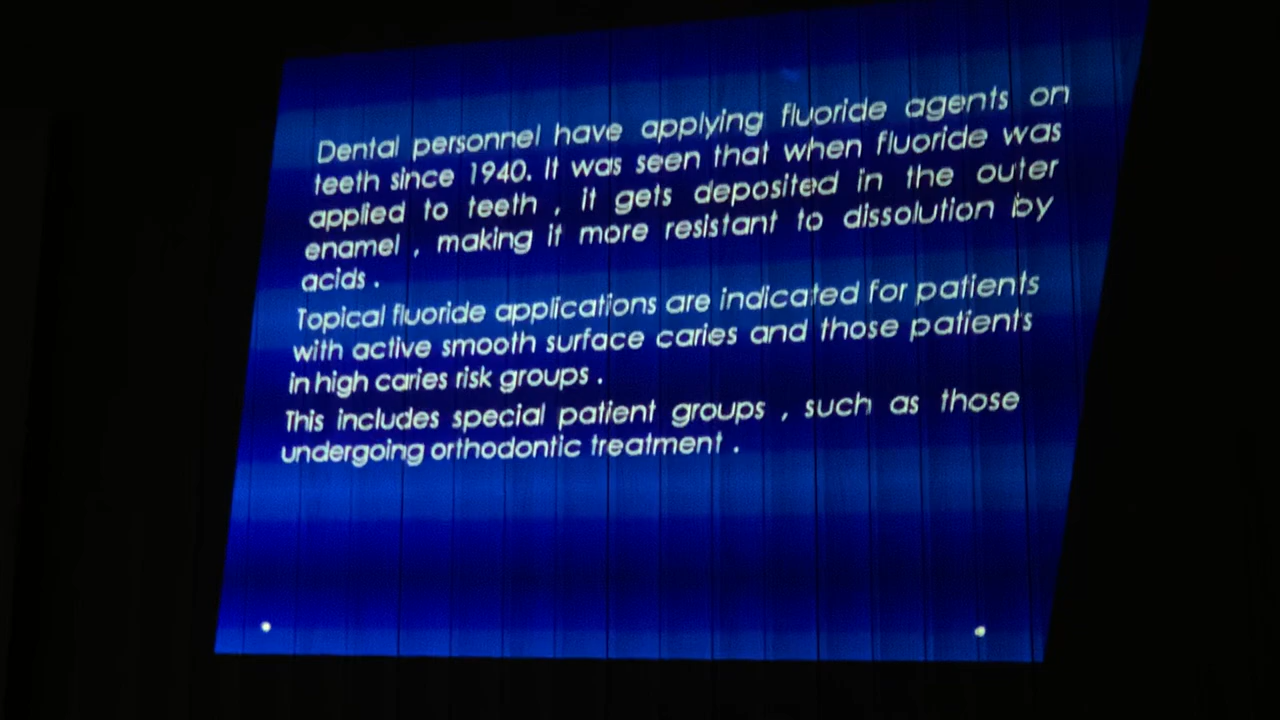 Dental personnel have applying fluoride agents on
teeth since 1940. It was seen that when fluoride was
applied to teeth , it gets deposited in the outer
enamel , making it more resistant to dissolution by
acids .
Topical fluoride applications are indicated for patients
with active smooth surface caries and those patients
in high caries risk groups .
This includes special patient groups , such as those
undergoing orthodontic treatment .